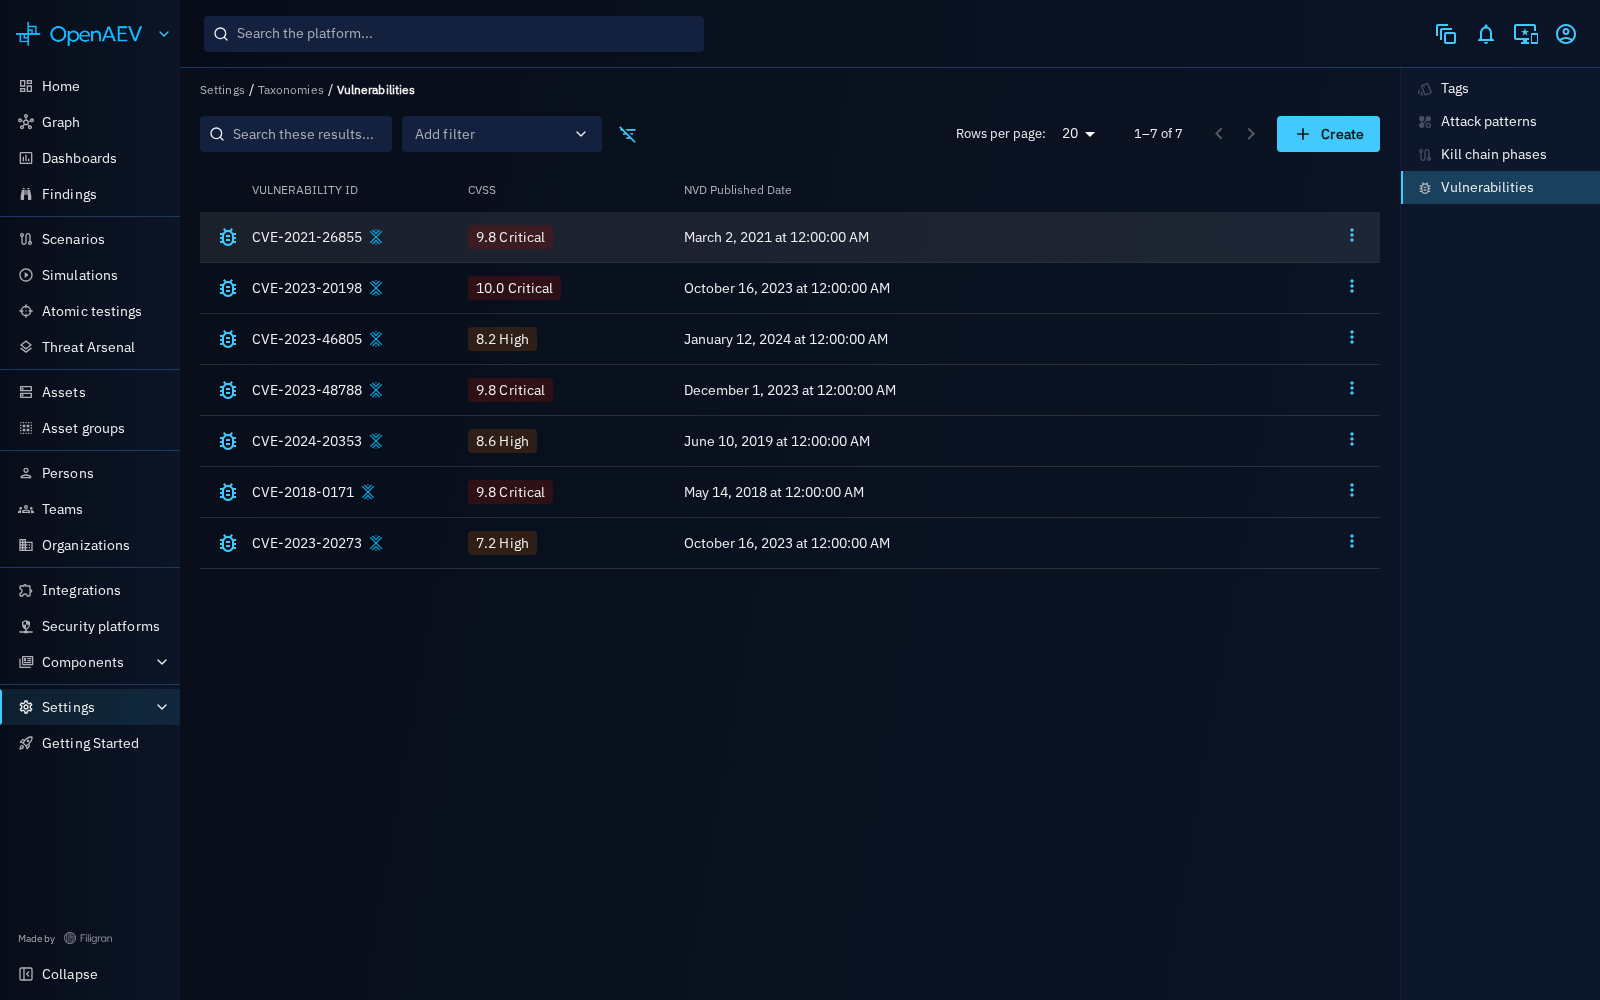 OpenAEV
Search the platform...
Home
Graph
Dashboards
Findings
Scenarios
Simulations
Atomic testings
Threat Arsenal
Assets
Asset groups
Persons
Teams
Organizations
Integrations
Security platforms
Components
Settings
Getting Started
Made by Filigran
Collapse
Settings / Taxonomies / Vulnerabilities
Search these results...
Add filter
Rows per page: 20 1–7 of 7
Create
VULNERABILITY ID CVSS NVD Published Date
CVE-2021-26855 9.8 Critical March 2, 2021 at 12:00:00 AM
CVE-2023-20198 10.0 Critical October 16, 2023 at 12:00:00 AM
CVE-2023-46805 8.2 High January 12, 2024 at 12:00:00 AM
CVE-2023-48788 9.8 Critical December 1, 2023 at 12:00:00 AM
CVE-2024-20353 8.6 High June 10, 2019 at 12:00:00 AM
CVE-2018-0171 9.8 Critical May 14, 2018 at 12:00:00 AM
CVE-2023-20273 7.2 High October 16, 2023 at 12:00:00 AM
Tags
Attack patterns
Kill chain phases
Vulnerabilities